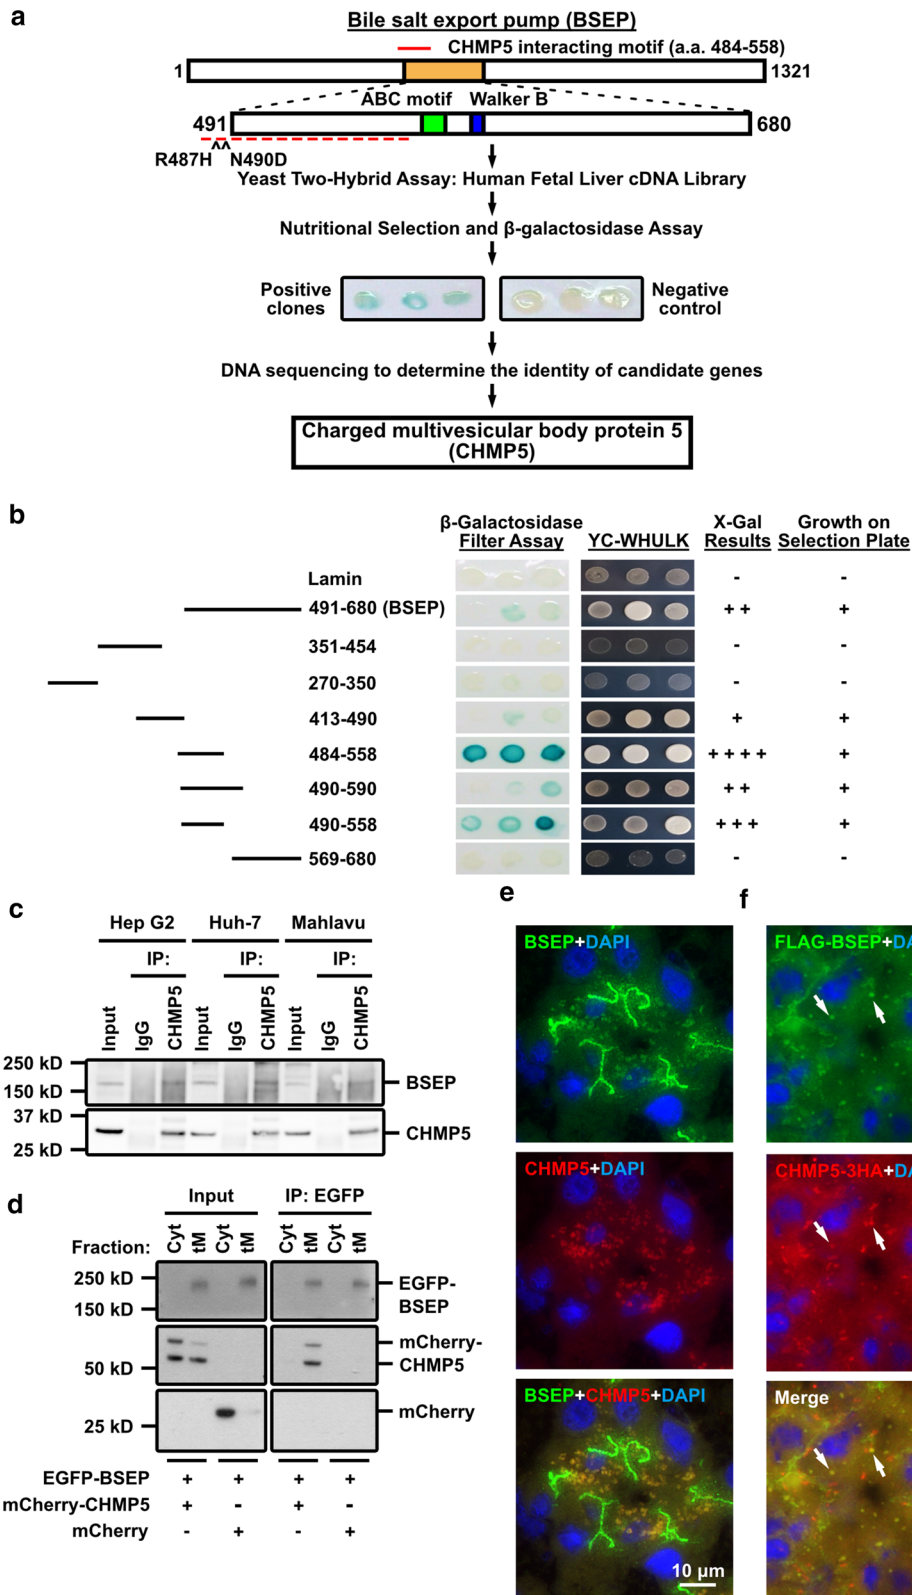 a
Bile salt export pump (BSEP)
CHMP5 interacting motif (a.a. 484-558)
1
1321
ABC motif
Walker B
491
680
R487H
N490D
Yeast Two-Hybrid Assay: Human Fetal Liver cDNA Library
Nutritional Selection and β-galactosidase Assay
Positive
clones
Negative
control
DNA sequencing to determine the identity of candidate genes
Charged multivesicular body protein 5
(CHMP5)
b
β-Galactosidase
Filter Assay
YC-WHULK
X-Gal
Results
Growth on
Selection Plate
Lamin - -
491-680 (BSEP) + + +
351-454 - -
270-350 - -
413-490 + +
484-558 + + + + +
490-590 + + +
490-558 + + + +
569-680 - -
c
Hep G2 Huh-7 Mahlavu
IP: IP: IP:
Input IgG CHMP5 Input IgG CHMP5 Input IgG CHMP5
250 kD
150 kD
BSEP
37 kD
25 kD
CHMP5
d
Input IP: EGFP
Fraction: Cyt tM Cyt tM Cyt tM Cyt tM
250 kD
150 kD
EGFP-
BSEP
50 kD
mCherry-
CHMP5
25 kD
mCherry
EGFP-BSEP + + + +
mCherry-CHMP5 + - + -
mCherry - + - +
e
BSEP+DAPI
CHMP5+DAPI
BSEP+CHMP5+DAPI
10 μm
f
FLAG-BSEP+DA
CHMP5-3HA+DA
Merge